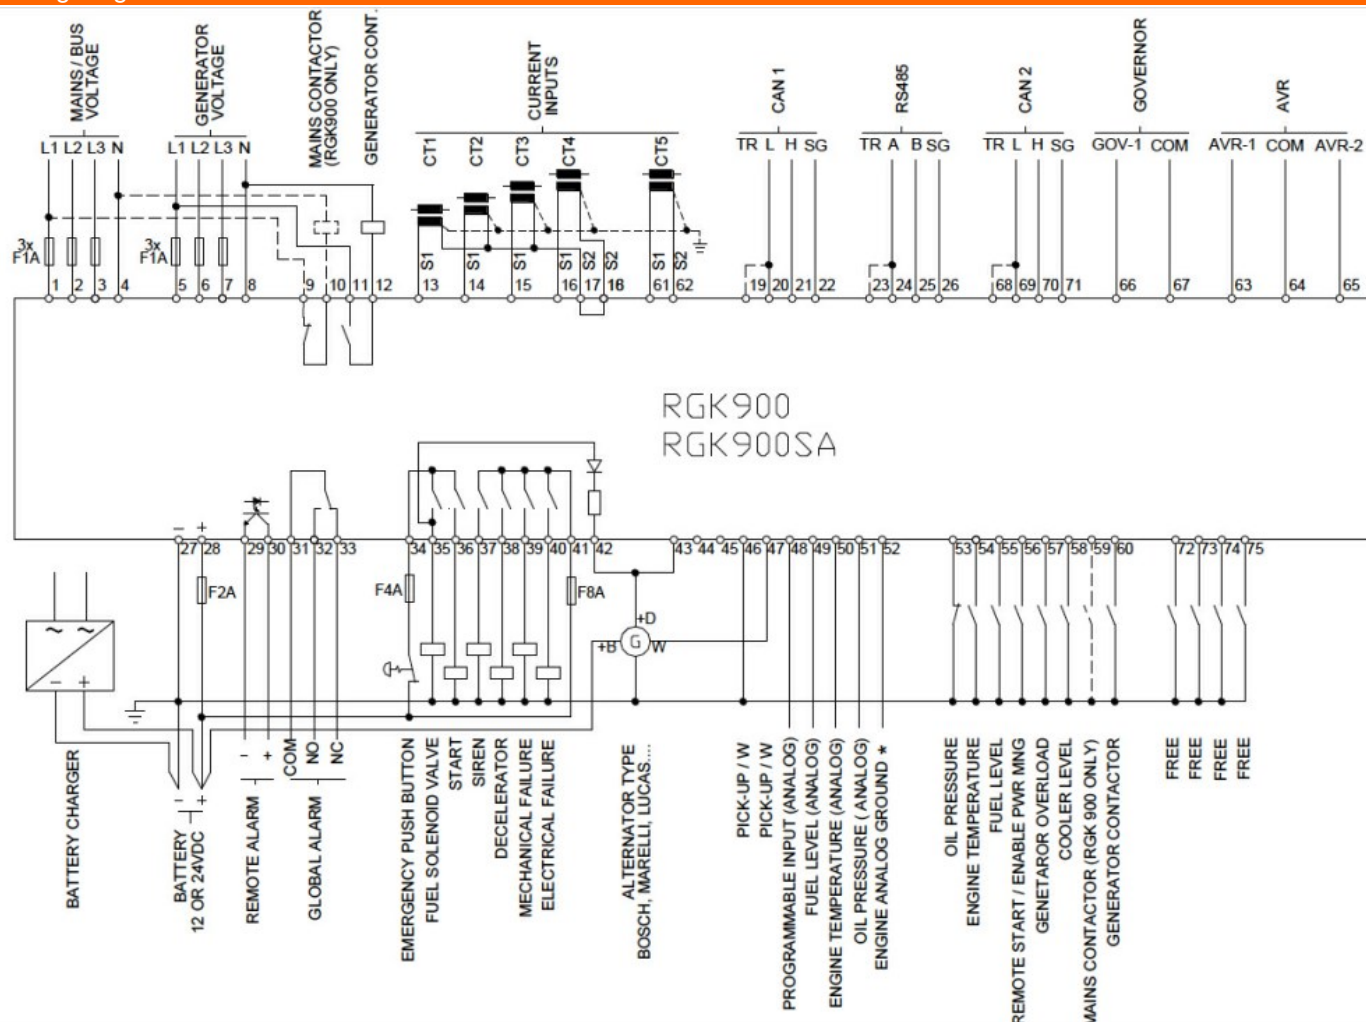 MAINS / BUS
VOLTAGE
GENERATOR
VOLTAGE
MAINS CONTACTOR
(RGK900 ONLY)
GENERATOR CONT.
CURRENT
INPUTS
CAN 1
RS485
CAN 2
GOVERNOR
AVR
L1 L2 L3 N
L1 L2 L3 N
CT1
CT2
CT3
CT4
CT5
TR L H SG
TR A B SG
TR L H SG
GOV-1 COM
AVR-1 COM AVR-2
3x
F1A
3x
F1A
S1
S1
S1
S1
S2
S2
S1
S2
1 2 3 4 5 6 7 8 9 10 11 12 13 14 15 16 17 18 61 62 19 20 21 22 23 24 25 26 68 69 70 71 66 67 63 64 65
RGK900
RGK900SA
− +
27 28 29 30 31 32 33 34 35 36 37 38 39 40 41 42 43 44 45 46 47 48 49 50 51 52 53 54 55 56 57 58 59 60 72 73 74 75
F2A
F4A
F8A
+D
+B
G
W
~ ~
− +
− +
COM
NO
NC
− +
BATTERY CHARGER
BATTERY
12 OR 24VDC
REMOTE ALARM
GLOBAL ALARM
EMERGENCY PUSH BUTTON
FUEL SOLENOID VALVE
START
SIREN
DECELERATOR
MECHANICAL FAILURE
ELECTRICAL FAILURE
ALTERNATOR TYPE
BOSCH, MARELLI, LUCAS....
PICK-UP / W
PICK-UP / W
PROGRAMMABLE INPUT (ANALOG)
FUEL LEVEL (ANALOG)
ENGINE TEMPERATURE (ANALOG)
OIL PRESSURE ( ANALOG)
ENGINE ANALOG GROUND *
OIL PRESSURE
ENGINE TEMPERATURE
FUEL LEVEL
REMOTE START / ENABLE PWR MNG
GENETAROR OVERLOAD
COOLER LEVEL
MAINS CONTACTOR (RGK 900 ONLY)
GENERATOR CONTACTOR
FREE
FREE
FREE
FREE